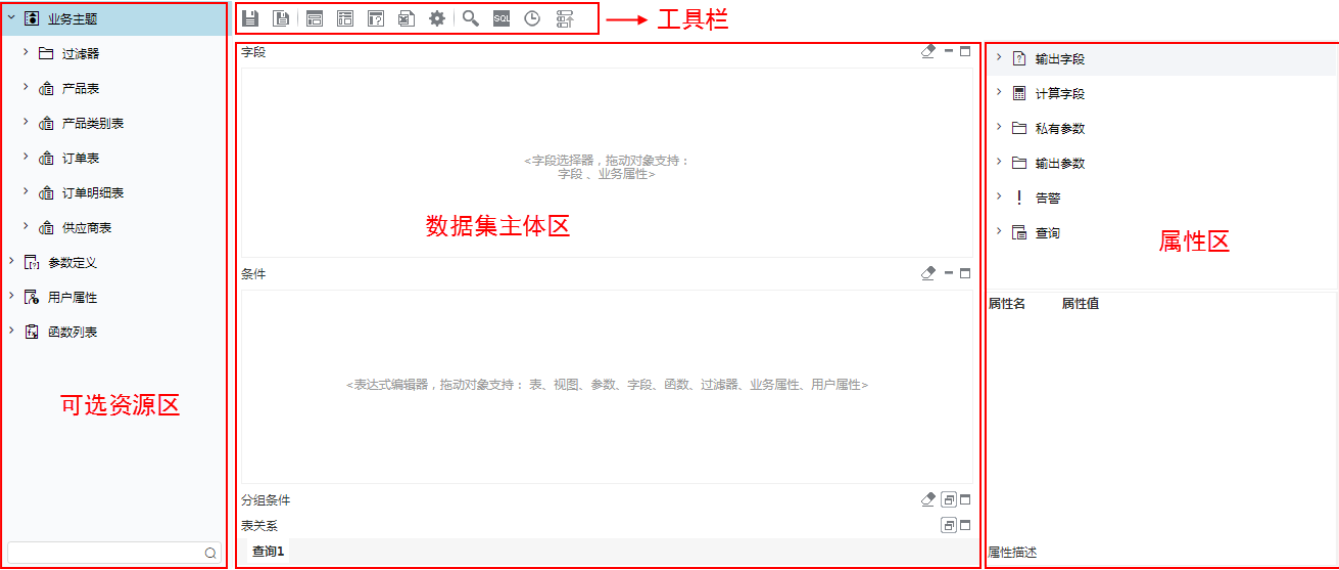 业务主题
过滤器
产品表
产品类别表
订单表
订单明细表
供应商表
参数定义
用户属性
函数列表
可选资源区
SQL
工具栏
字段
<字段选择器，拖动对象支持：
字段 、业务属性>
数据集主体区
条件
<表达式编辑器，拖动对象支持： 表、视图、参数、字段、函数、过滤器、业务属性、用户属性>
分组条件
表关系
查询1
输出字段
计算字段
私有参数
输出参数
告警
查询
属性区
属性名 属性值
属性描述